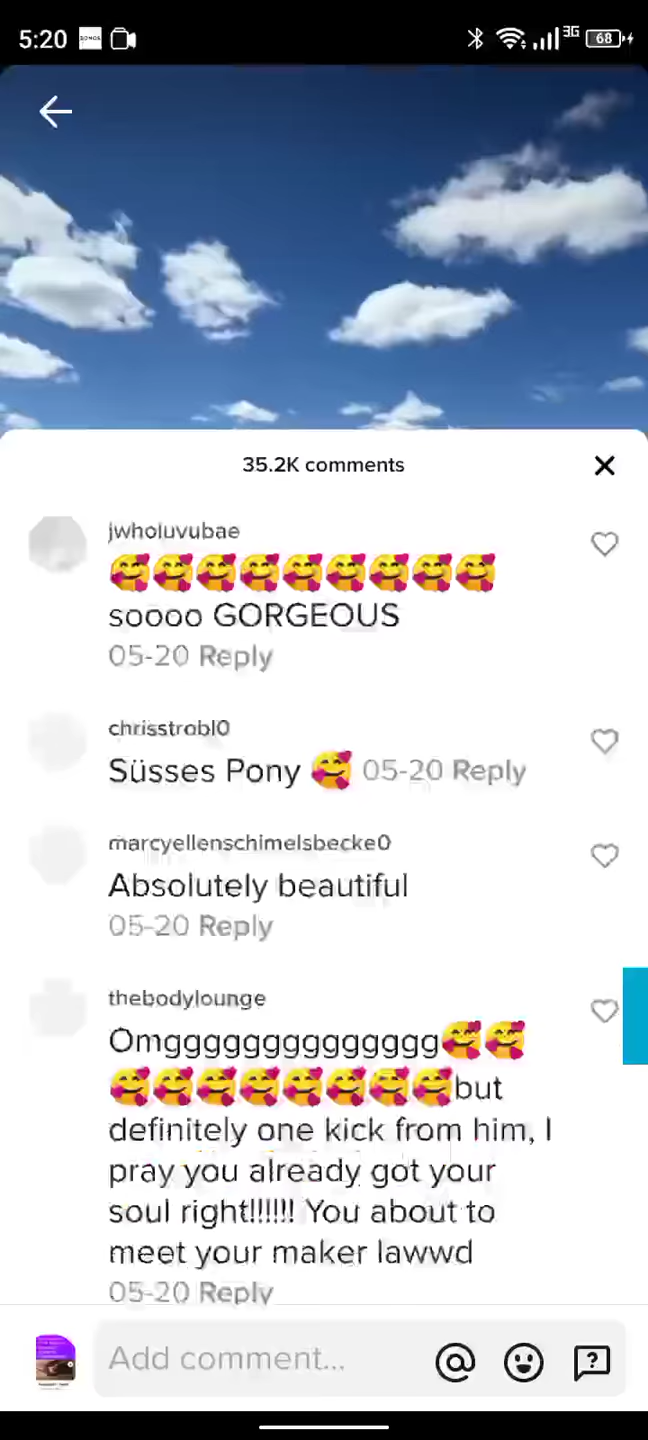 5:20
3G
68
35.2K comments
jwholuvubae
🥰🥰🥰🥰🥰🥰🥰🥰🥰
soooo GORGEOUS
05-20 Reply
chrisstrobl0
Süsses Pony 🥰 05-20 Reply
marcyellenschimelsbecke0
Absolutely beautiful
05-20 Reply
thebodylounge
Omgggggggggggggg🥰🥰
🥰🥰🥰🥰🥰🥰🥰🥰but
definitely one kick from him, I
pray you already got your
soul right!!!!!! You about to
meet your maker lawwd
05-20 Reply
Add comment...